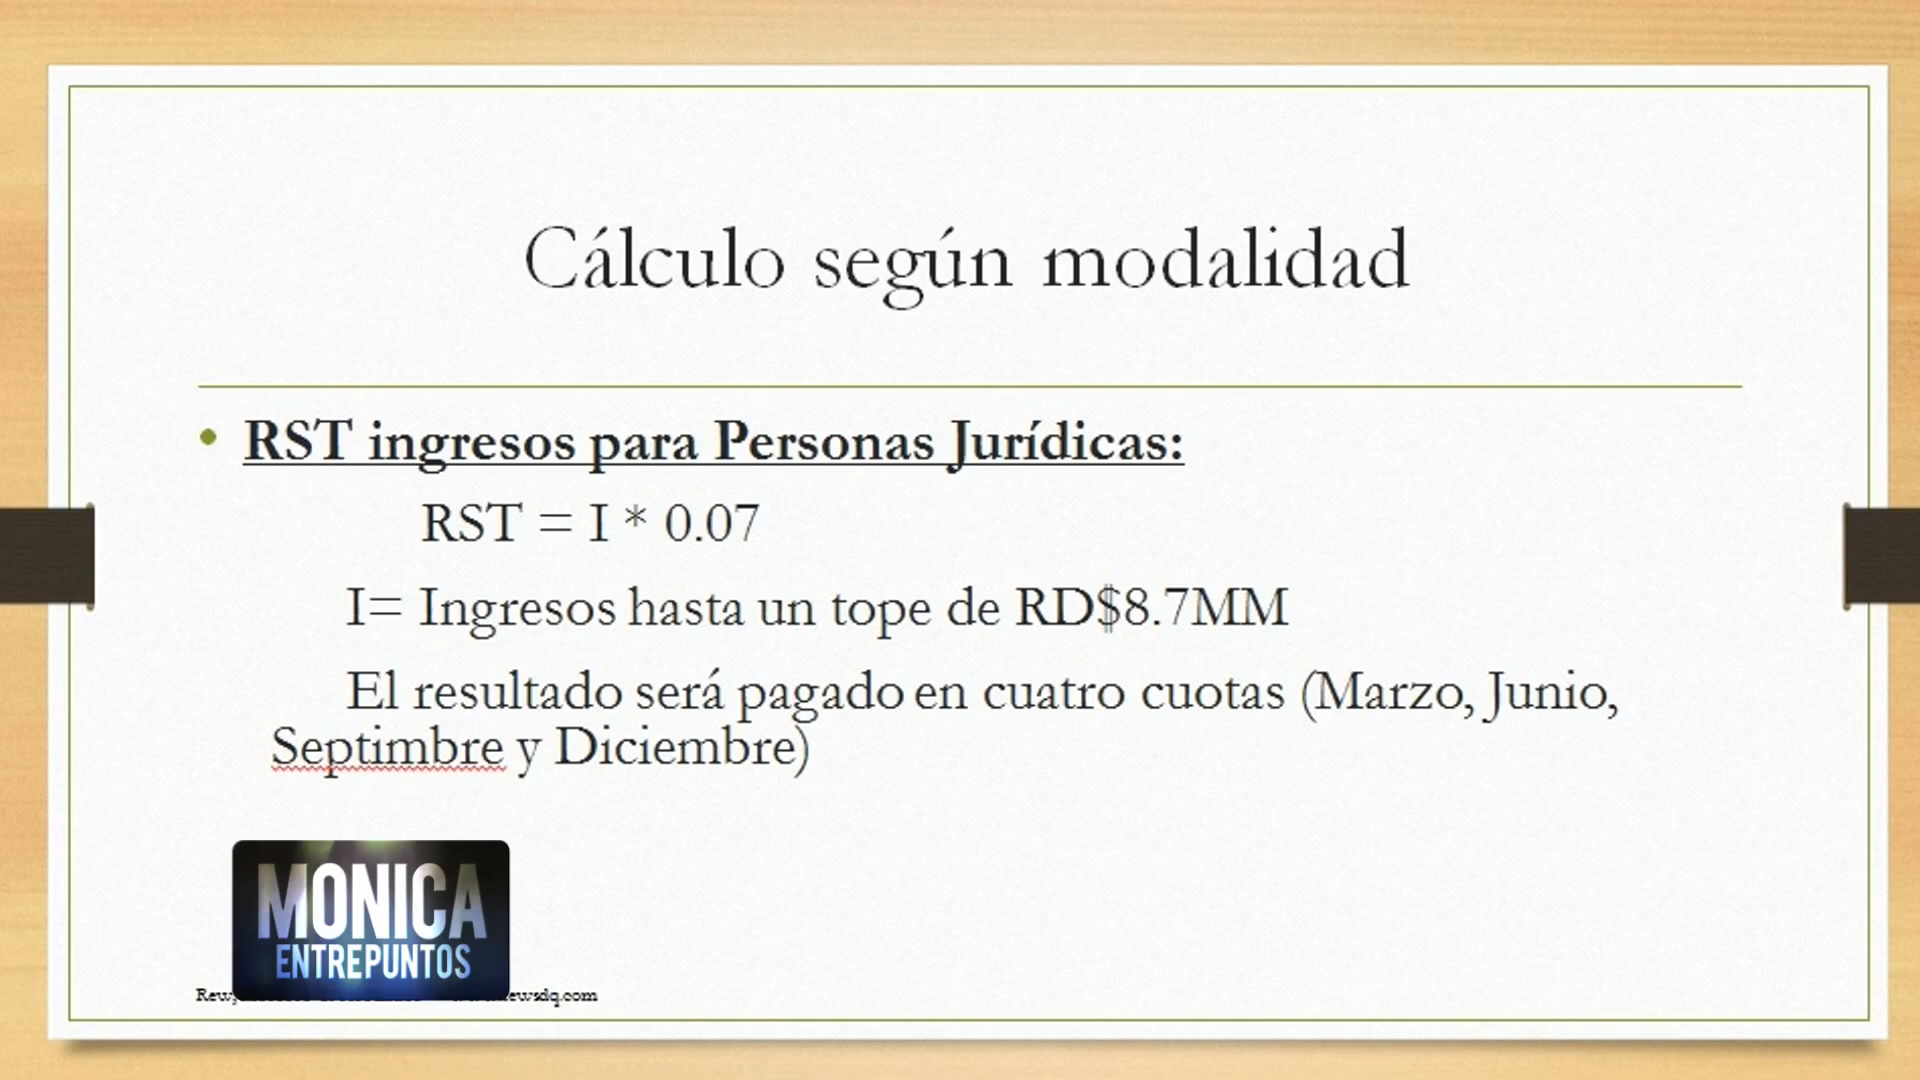 Cálculo según modalidad
• RST ingresos para Personas Jurídicas:
RST = I * 0.07
I= Ingresos hasta un tope de RD$8.7MM
El resultado será pagado en cuatro cuotas (Marzo, Junio,
Septimbre y Diciembre)
MONICA
ENTREPUNTOS